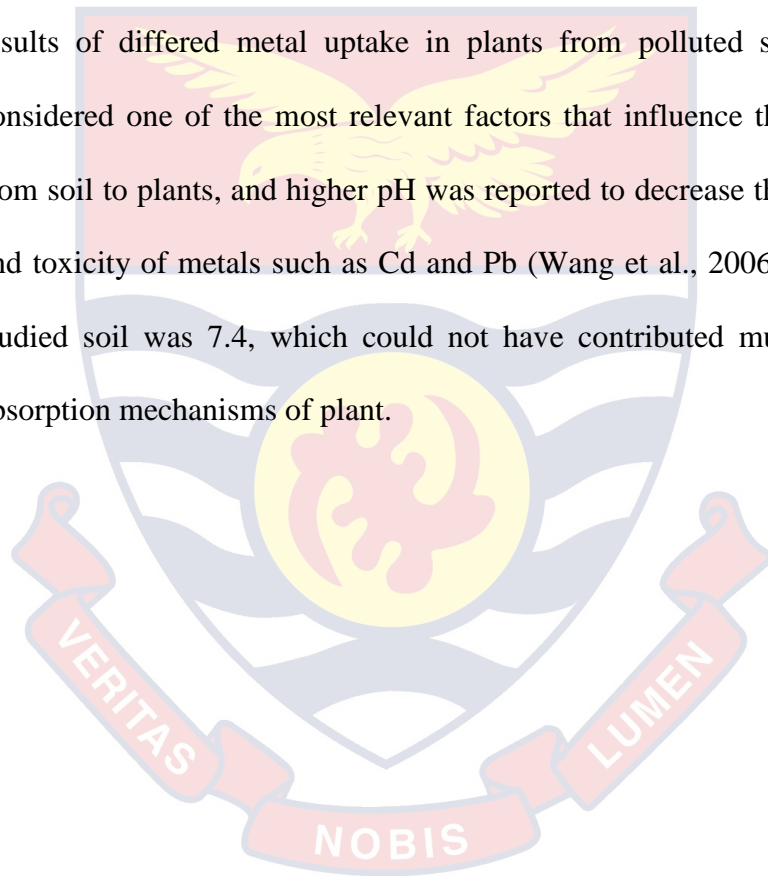 sults of differed metal uptake in plants from polluted s
onsidered one of the most relevant factors that influence th
om soil to plants, and higher pH was reported to decrease th
nd toxicity of metals such as Cd and Pb (Wang et al., 2006
udied soil was 7.4, which could not have contributed mu
bsorption mechanisms of plant.
VERITAS
NOBIS
LUMEN